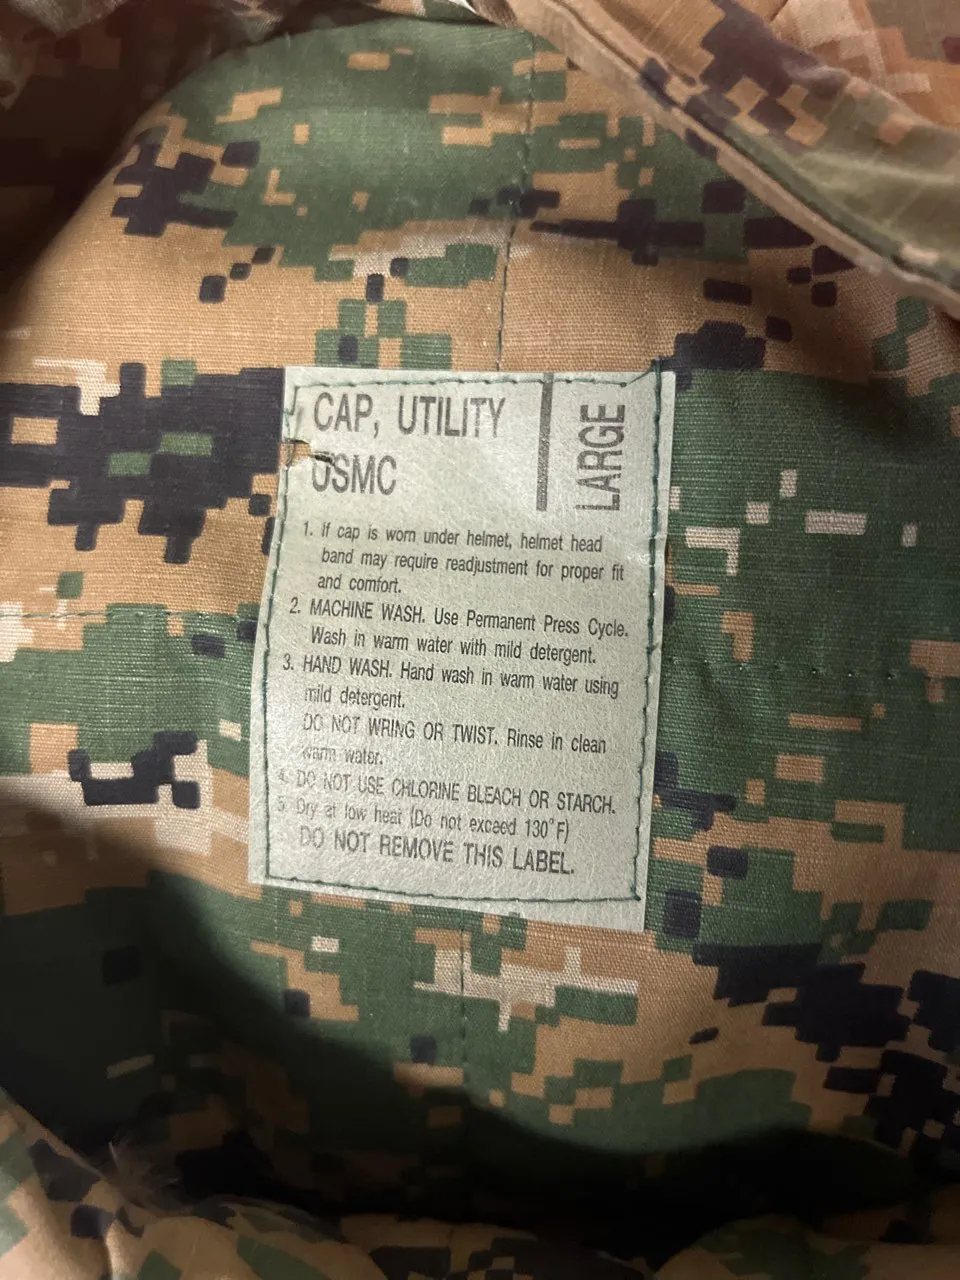 CAP, UTILITY
USMC
LARGE
1. If cap is worn under helmet, helmet head
band may require readjustment for proper fit
and comfort.
2. MACHINE WASH. Use Permanent Press Cycle.
Wash in warm water with mild detergent.
3. HAND WASH. Hand wash in warm water using
mild detergent.
DO NOT WRING OR TWIST. Rinse in clean
warm water.
4. DO NOT USE CHLORINE BLEACH OR STARCH.
5. Dry at low heat (Do not exceed 130°F)
DO NOT REMOVE THIS LABEL.